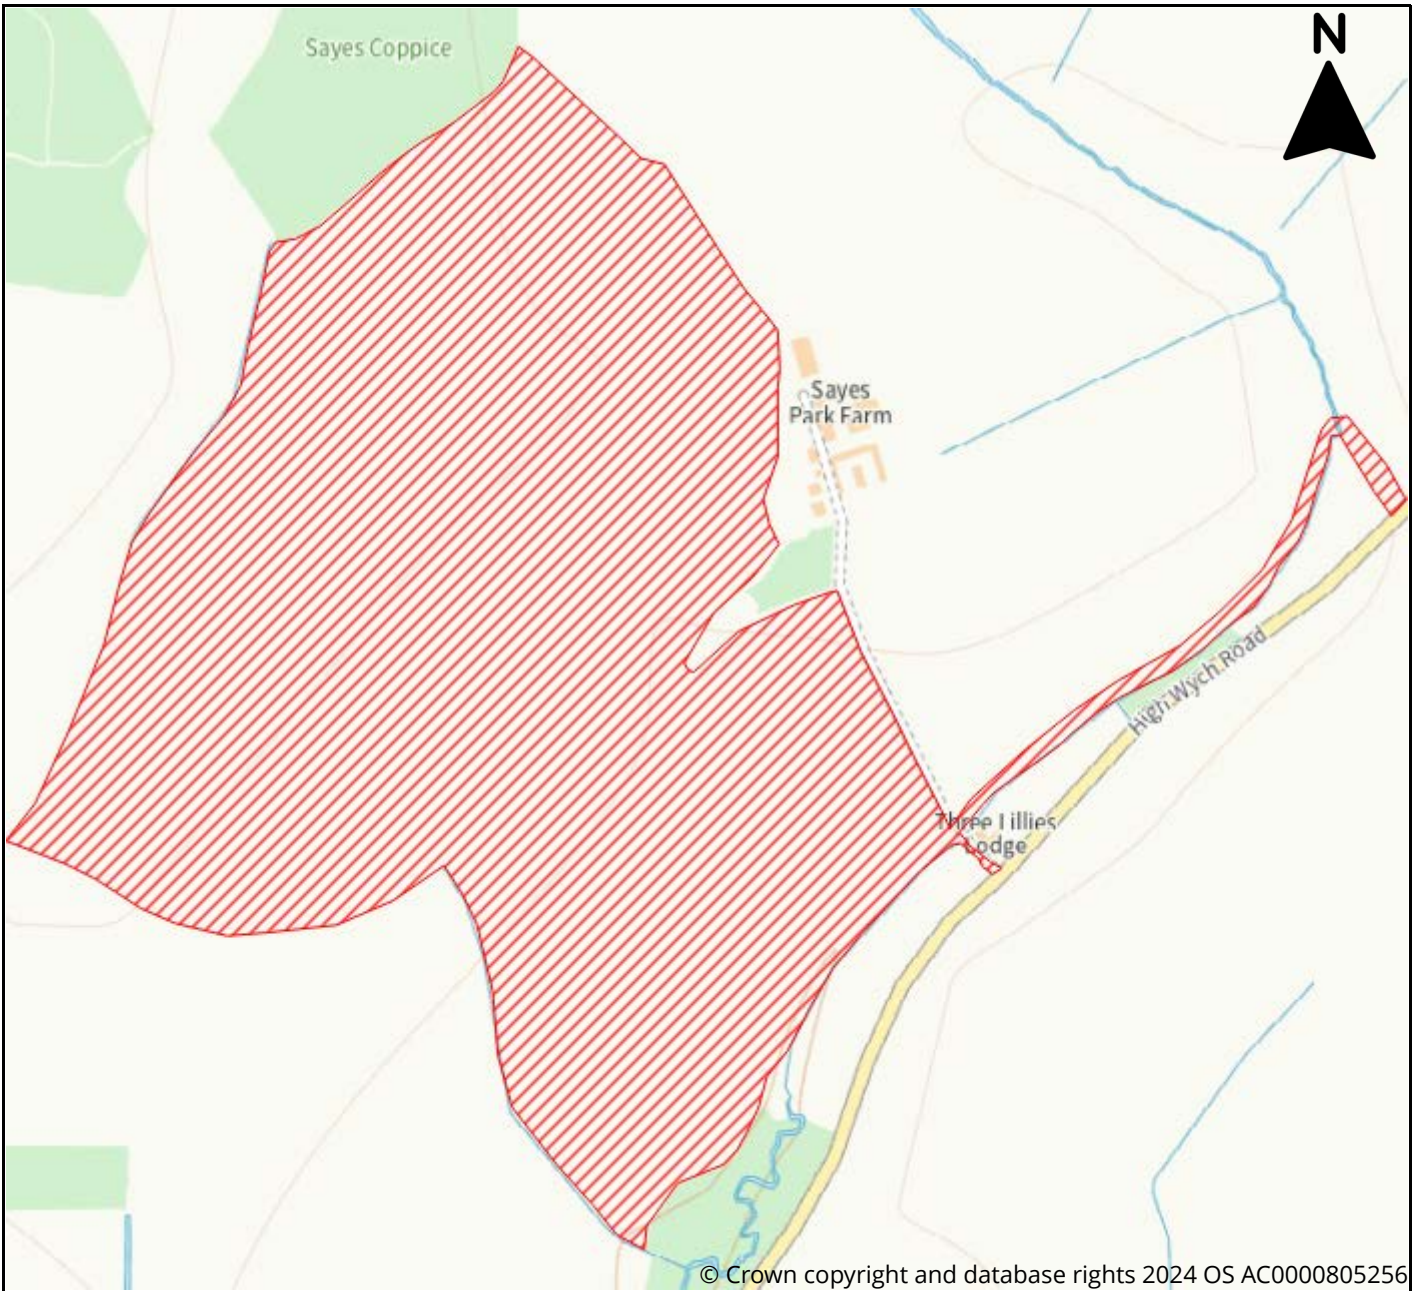 N
Sayes Coppice
Sayes
Park Farm
High Wych Road
Three Lillies
Lodge
© Crown copyright and database rights 2024 OS AC0000805256